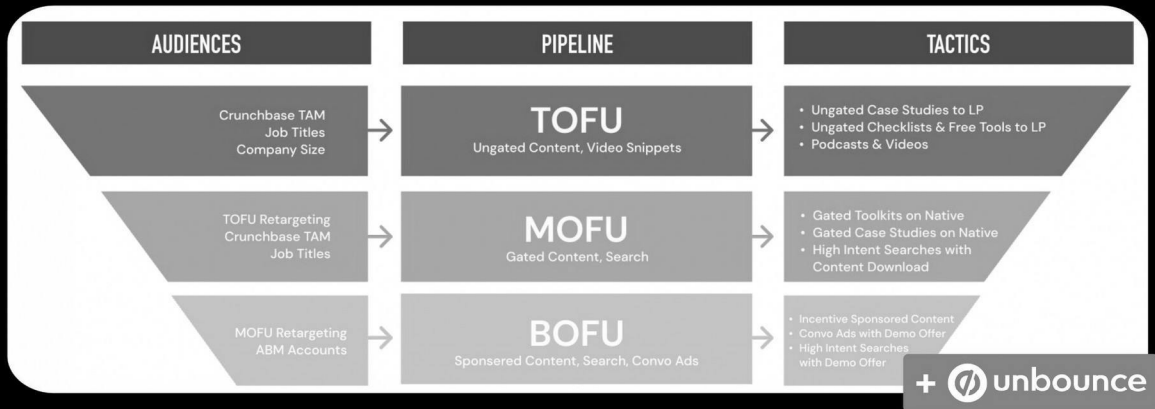 AUDIENCES
PIPELINE
TACTICS
Crunchbase TAM
Job Titles
Company Size
TOFU
Ungated Content, Video Snippets
• Ungated Case Studies to LP
• Ungated Checklists & Free Tools to LP
• Podcasts & Videos
TOFU Retargeting
Crunchbase TAM
Job Titles
MOFU
Gated Content, Search
• Gated Toolkits on Native
• Gated Case Studies on Native
• High Intent Searches with
Content Download
MOFU Retargeting
ABM Accounts
BOFU
Sponsered Content, Search, Convo Ads
• Incentive Sponsored Content
• Convo Ads with Demo Offer
• High Intent Searches
with Demo Offer
+ unbounce